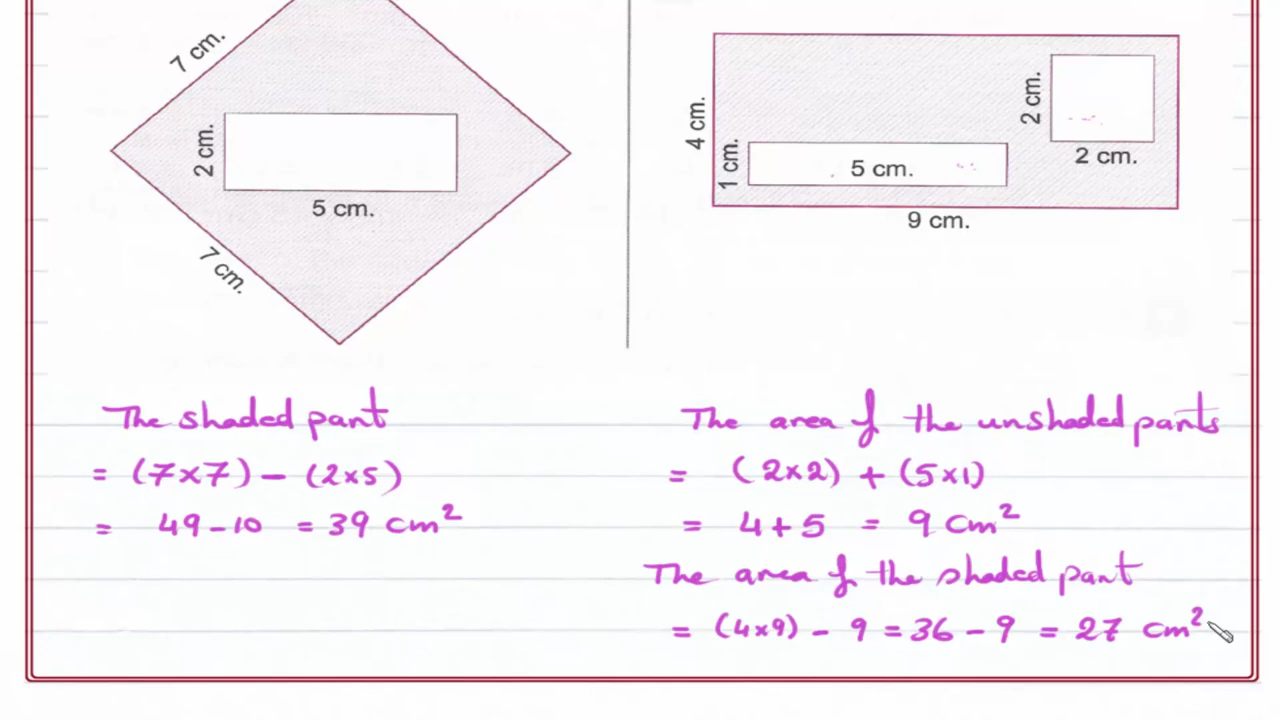 7 cm.
2 cm.
5 cm.
7 cm.
4 cm.
1 cm.
5 cm.
2 cm.
2 cm.
9 cm.
The shaded part
= (7×7) – (2×5)
= 49 – 10 = 39 cm²
The area of the unshaded parts
= (2×2) + (5×1)
= 4+5 = 9 cm²
The area of the shaded part
= (4×9) – 9 = 36 – 9 = 27 cm²